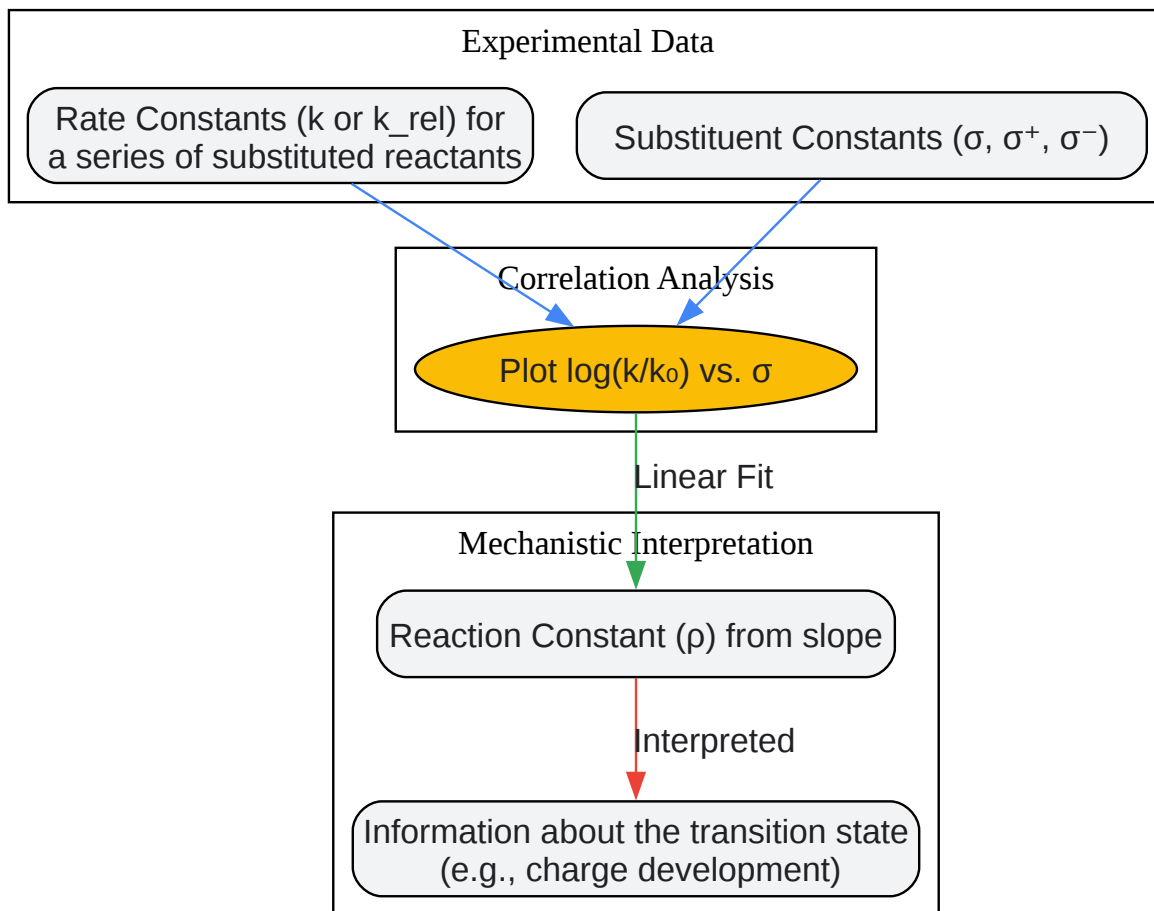 Experimental Data
Rate Constants (k or k_rel) for
a series of substituted reactants
Substituent Constants (σ, σ⁺, σ⁻)
Correlation Analysis
Plot log(k/k₀) vs. σ
Linear Fit
Mechanistic Interpretation
Reaction Constant (ρ) from slope
Interpreted
Information about the transition state
(e.g., charge development)